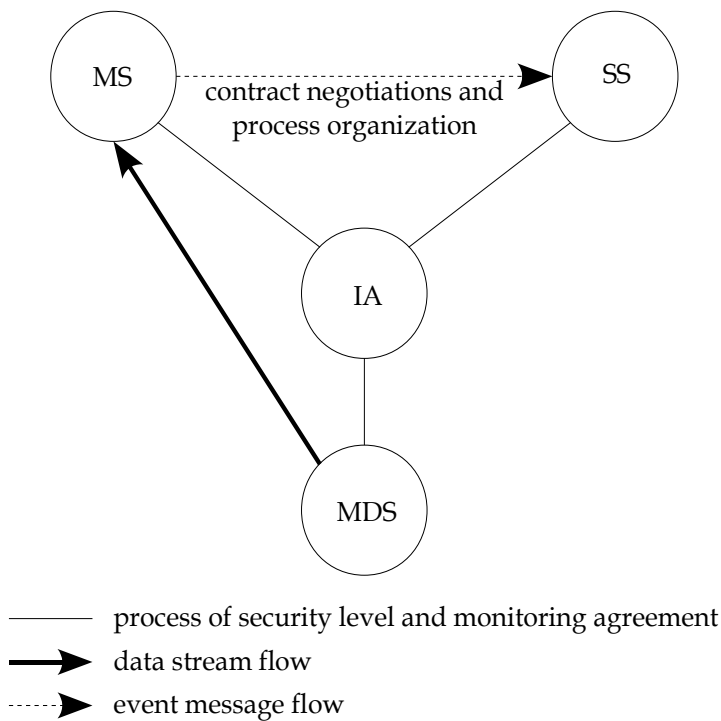 MS
SS
contract negotiations and
process organization
IA
MDS
process of security level and monitoring agreement
data stream flow
event message flow